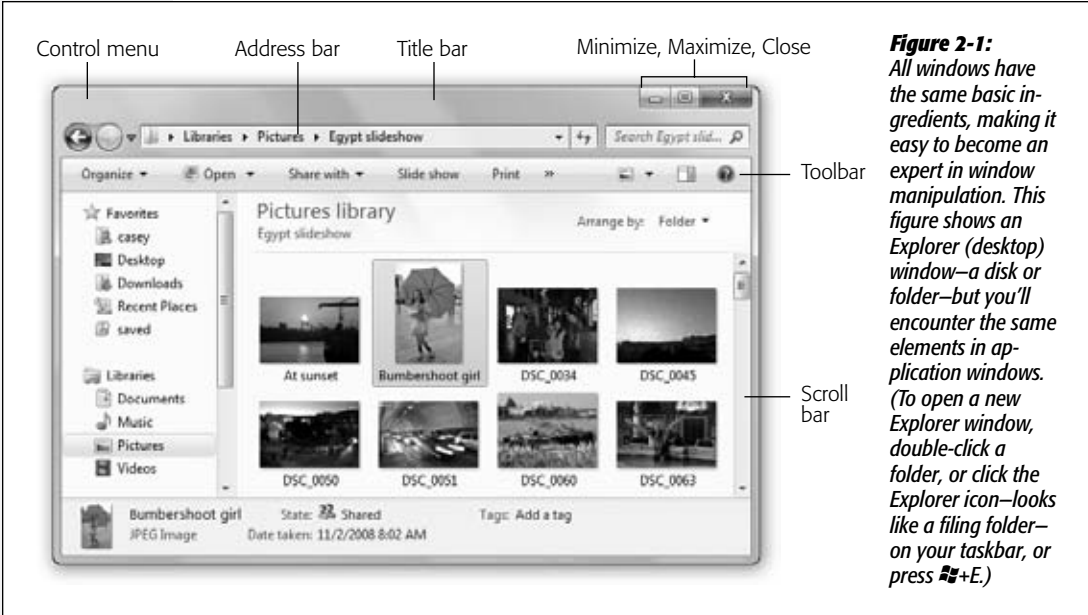 Control menu
Address bar
Title bar
Minimize, Maximize, Close
Libraries ▸ Pictures ▸ Egypt slideshow
Search Egypt slid...
Organize
Open
Share with
Slide show
Print
»
Toolbar
Favorites
casey
Desktop
Downloads
Recent Places
saved
Libraries
Documents
Music
Pictures
Videos
Pictures library
Egypt slideshow
Arrange by: Folder
At sunset
Bumbershoot girl
DSC_0034
DSC_0045
DSC_0050
DSC_0051
DSC_0060
DSC_0063
Scroll
bar
Bumbershoot girl
State: Shared
Tags: Add a tag
JPEG Image
Date taken: 11/2/2008 8:02 AM
Figure 2-1:
All windows have
the same basic in-
gredients, making it
easy to become an
expert in window
manipulation. This
figure shows an
Explorer (desktop)
window—a disk or
folder—but you'll
encounter the same
elements in ap-
plication windows.
(To open a new
Explorer window,
double-click a
folder, or click the
Explorer icon—looks
like a filing folder—
on your taskbar, or
press +E.)